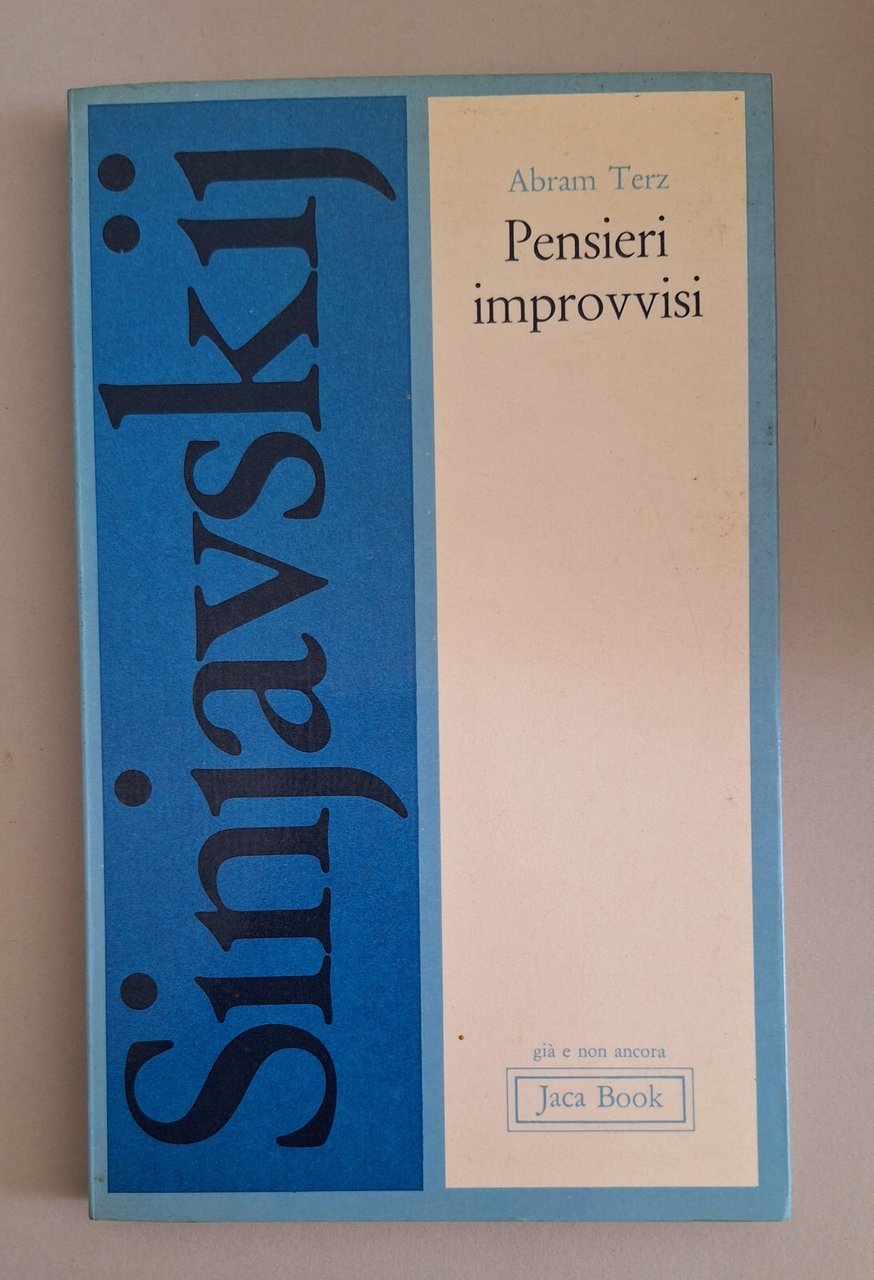 Sinjavskij
Abram Terz
Pensieri
improvvisi
già e non ancora
Jaca Book